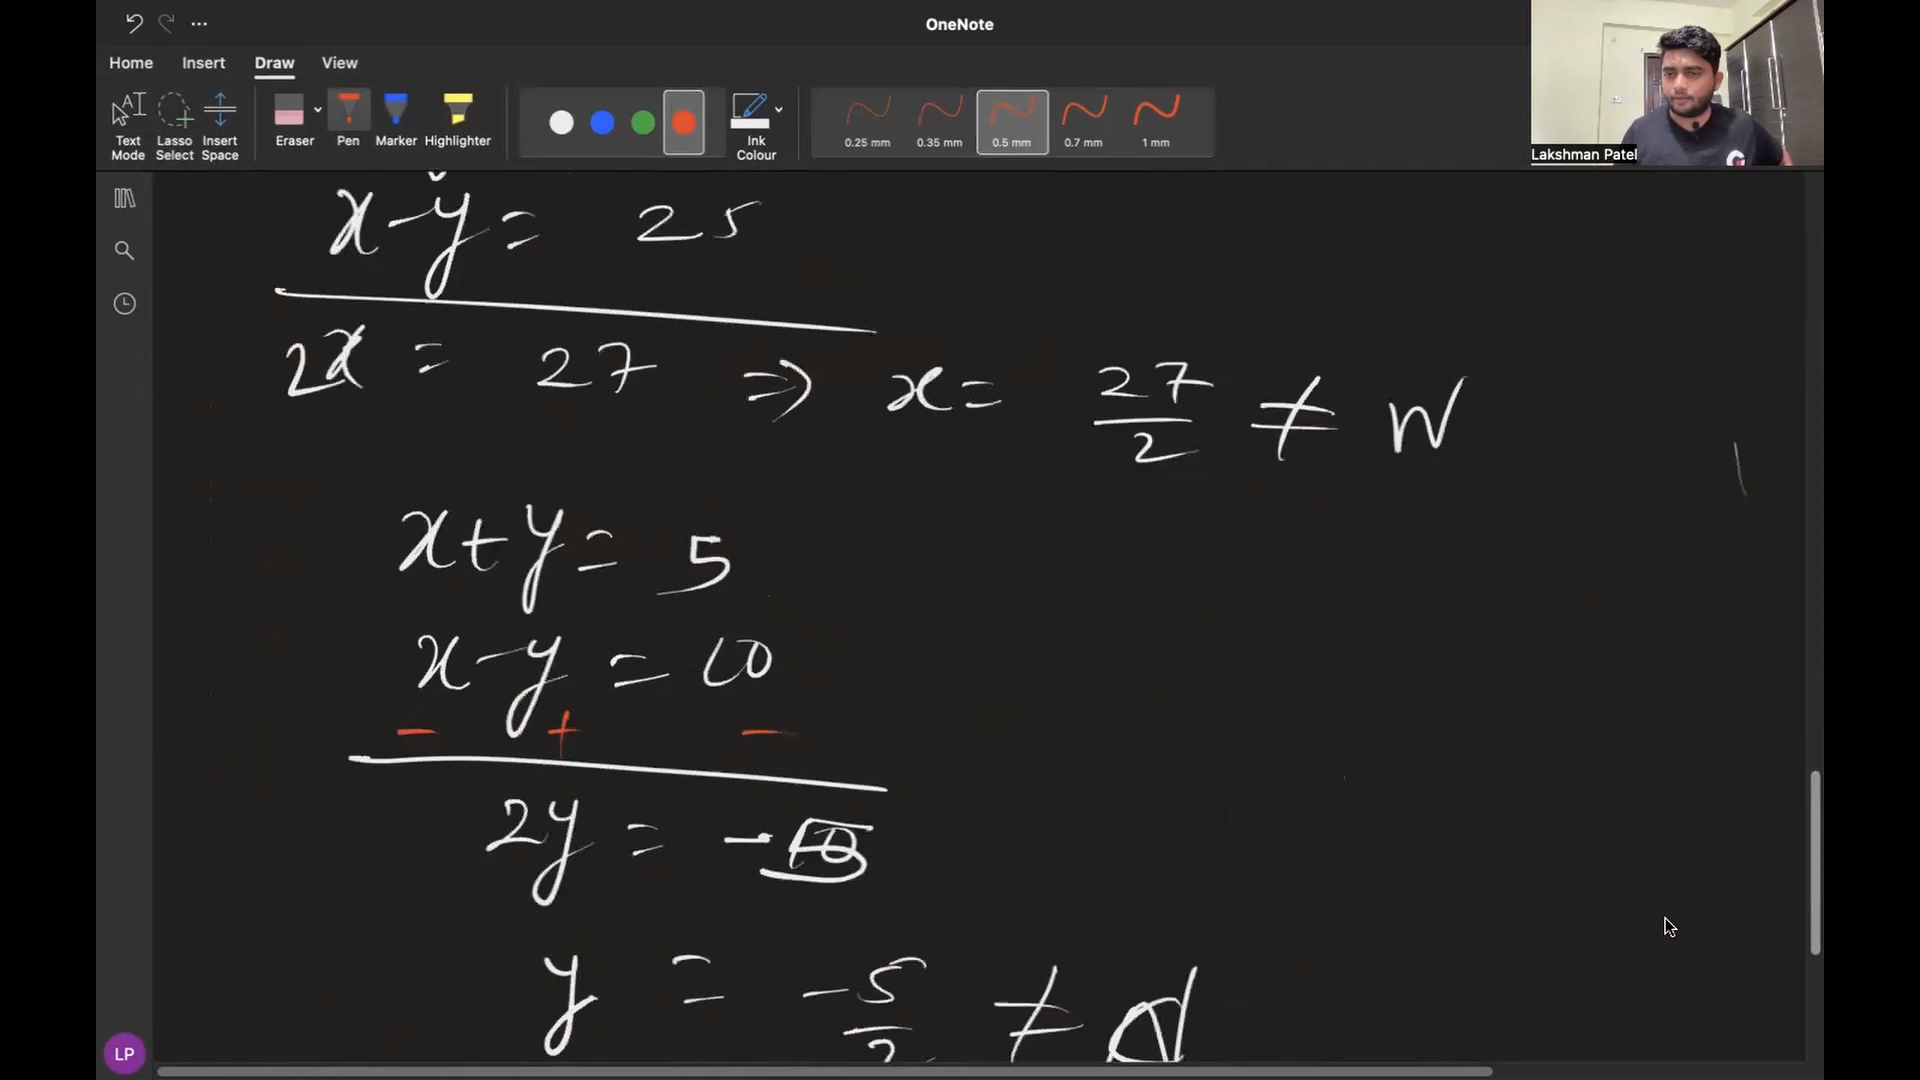 OneNote
Home Insert Draw View
Text Mode Lasso Select Insert Space Eraser Pen Marker Highlighter Ink Colour 0.25 mm 0.35 mm 0.5 mm 0.7 mm 1 mm
Lakshman Patel
x-y= 25
2x = 27 ⇒ x= 27/2 ≠ N
x+y= 5
x-y = 10
- + -
2y = -
y = -5/2 ≠ N
LP